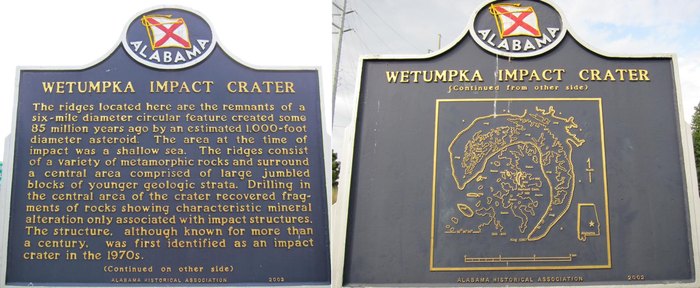 ALABAMA
WETUMPKA IMPACT CRATER
The ridges located here are the remnants of a
six-mile diameter circular feature created some
85 million years ago by an estimated 1,000-foot
diameter asteroid. The area at the time of
impact was a shallow sea. The ridges consist
of a variety of metamorphic rocks and surround
a central area comprised of large jumbled
blocks of younger geologic strata. Drilling in
the central area of the crater recovered frag-
ments of rocks showing characteristic mineral
alteration only associated with impact structures.
The structure, although known for more than
a century, was first identified as an impact
crater in the 1970s.
(Continued on other side)
ALABAMA HISTORICAL ASSOCIATION 2002
ALABAMA
WETUMPKA IMPACT CRATER
(Continued from other side)
ALABAMA HISTORICAL ASSOCIATION 2002